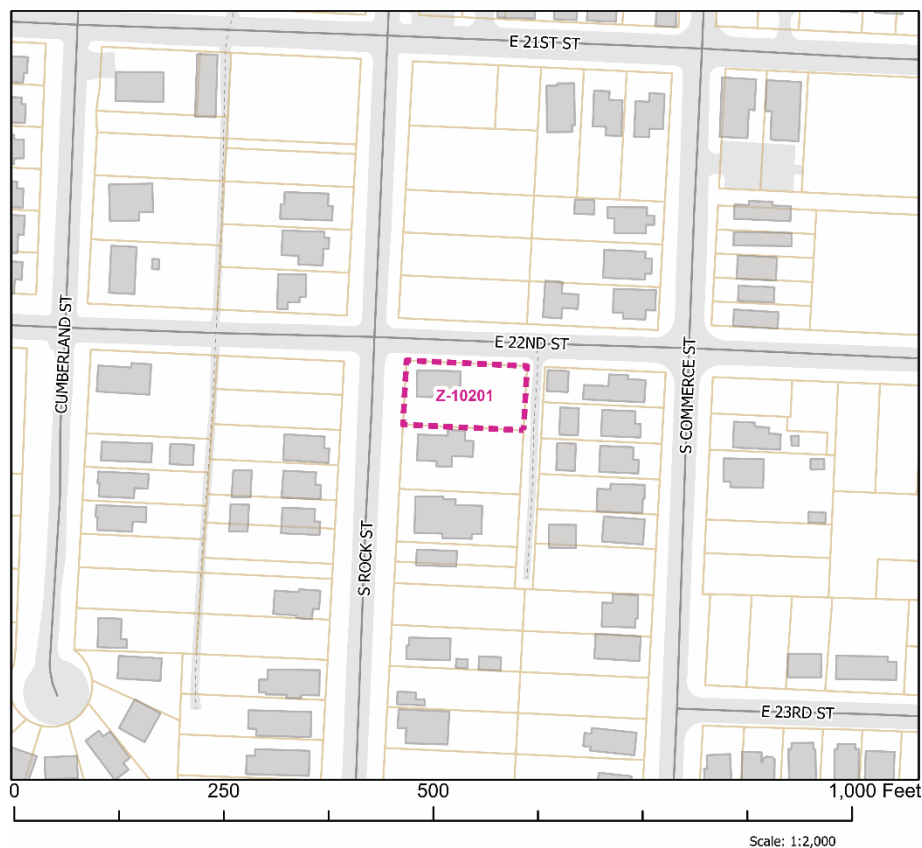 E 21ST ST
CUMBERLAND ST
E 22ND ST
S COMMERCE ST
Z-10201
S ROCK ST
E 23RD ST
0 250 500 1,000 Feet
Scale: 1:2,000